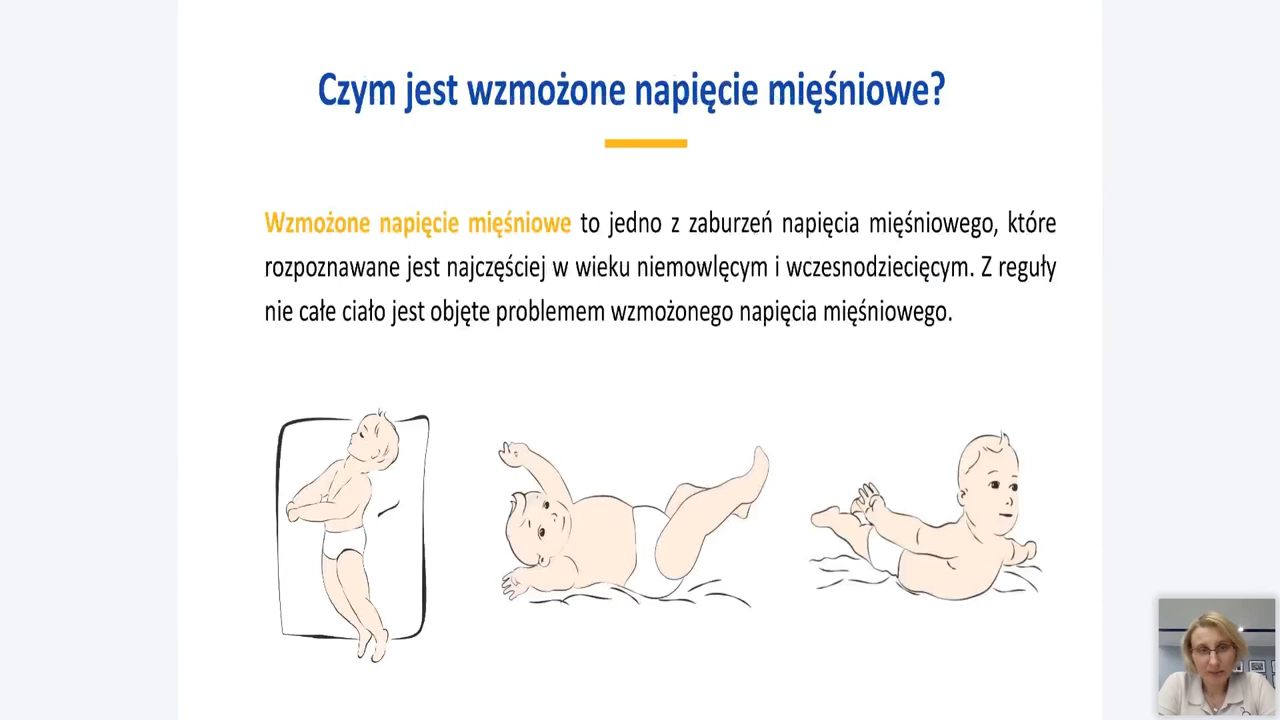 Czym jest wzmożone napięcie mięśniowe?
Wzmożone napięcie mięśniowe to jedno z zaburzeń napięcia mięśniowego, które
rozpoznawane jest najczęściej w wieku niemowlęcym i wczesnodziecięcym. Z reguły
nie całe ciało jest objęte problemem wzmożonego napięcia mięśniowego.